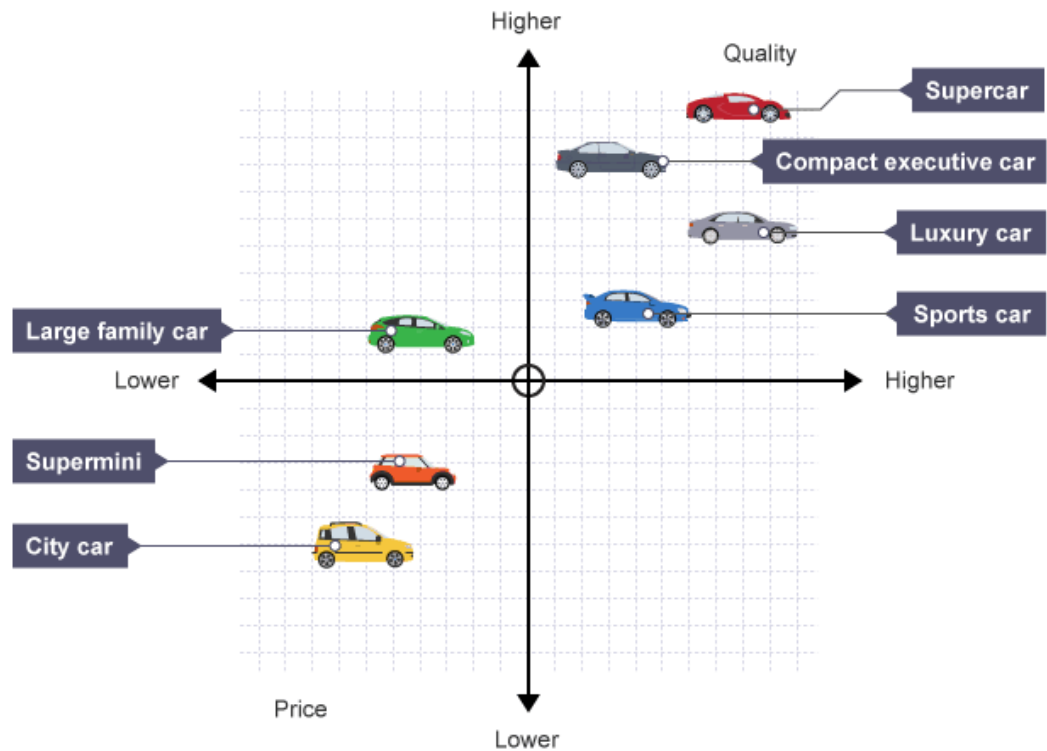 Higher
Quality
Supercar
Compact executive car
Luxury car
Sports car
Large family car
Lower
Higher
Supermini
City car
Price
Lower